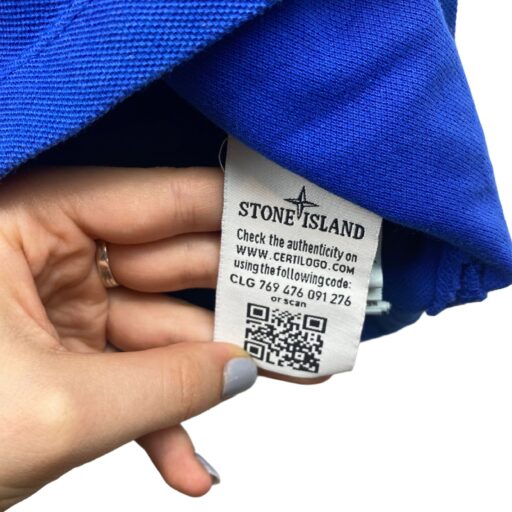 STONE ISLAND
Check the authenticity on
WWW.CERTILOGO.COM
using the following code:
CLG 769 476 091 276
or scan